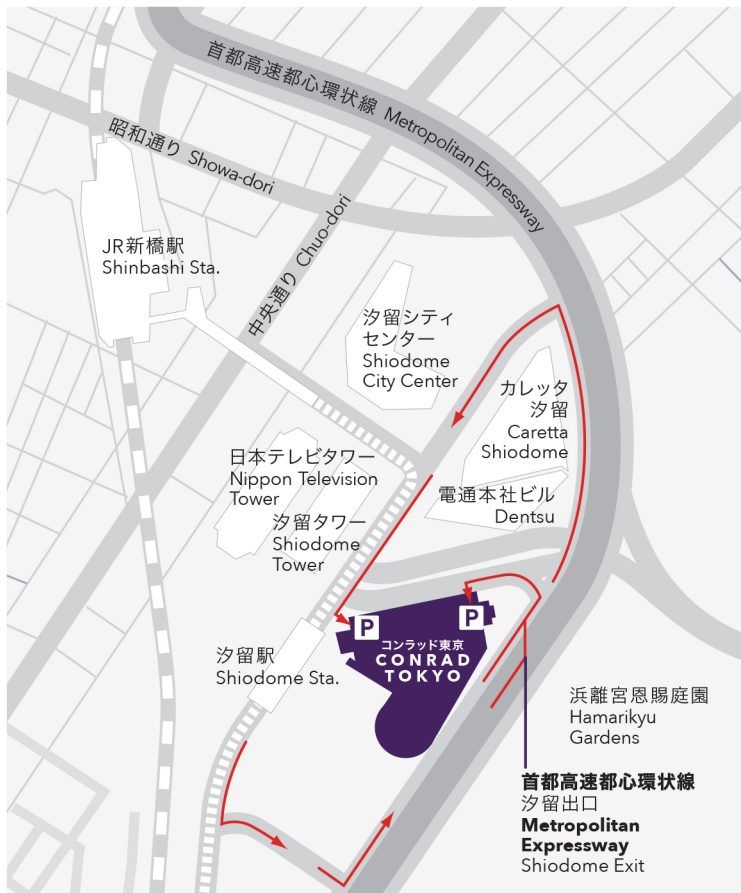 首都高速都心環状線 Metropolitan Expressway
昭和通り Showa-dori
中央通り Chuo-dori
JR新橋駅
Shinbashi Sta.
汐留シティ
センター
Shiodome
City Center
カレッタ
汐留
Caretta
Shiodome
日本テレビタワー
Nippon Television
Tower
電通本社ビル
Dentsu
汐留タワー
Shiodome
Tower
P
P
コンラッド東京
CONRAD
TOKYO
汐留駅
Shiodome Sta.
浜離宮恩賜庭園
Hamarikyu
Gardens
首都高速都心環状線
汐留出口
Metropolitan
Expressway
Shiodome Exit